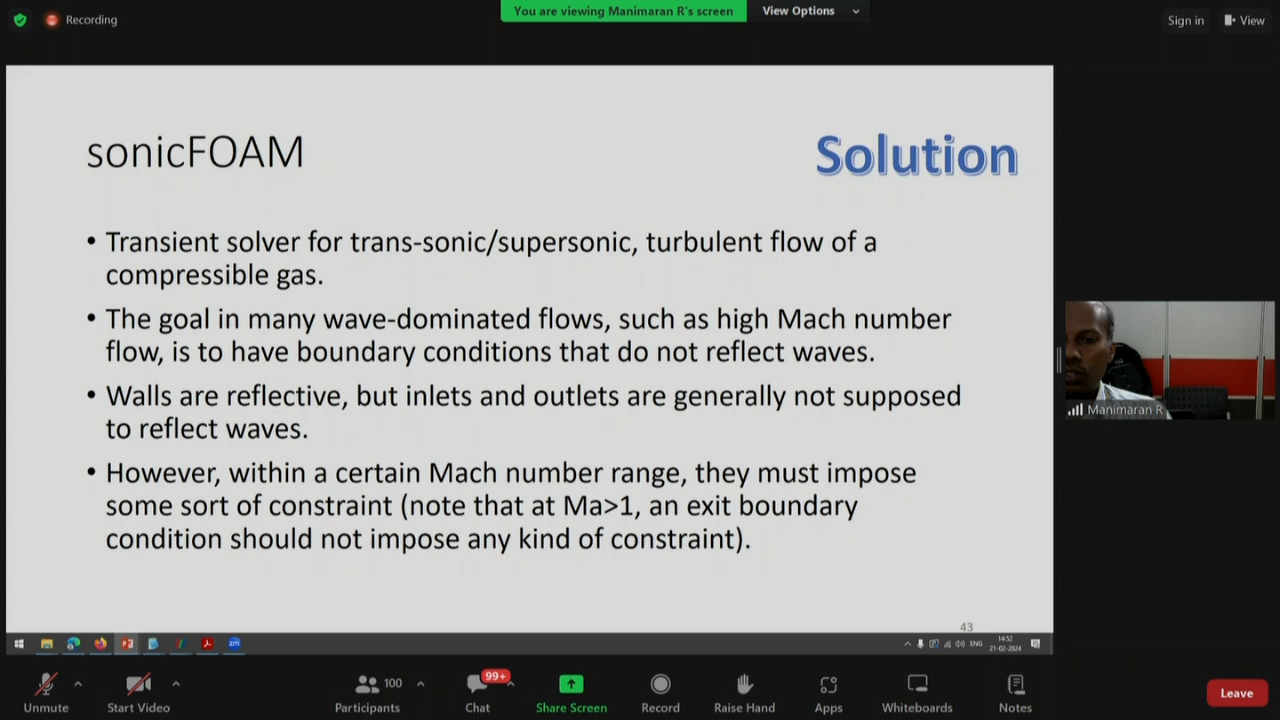 Recording
You are viewing Manimaran R's screen
View Options
Sign in
View
sonicFOAM
Solution
• Transient solver for trans-sonic/supersonic, turbulent flow of a
compressible gas.
• The goal in many wave-dominated flows, such as high Mach number
flow, is to have boundary conditions that do not reflect waves.
• Walls are reflective, but inlets and outlets are generally not supposed
to reflect waves.
• However, within a certain Mach number range, they must impose
some sort of constraint (note that at Ma>1, an exit boundary
condition should not impose any kind of constraint).
43
Manimaran R
zm
ENG
14:52
21-02-2024
Unmute
Start Video
100
Participants
99+
Chat
Share Screen
Record
Raise Hand
Apps
Whiteboards
Notes
Leave